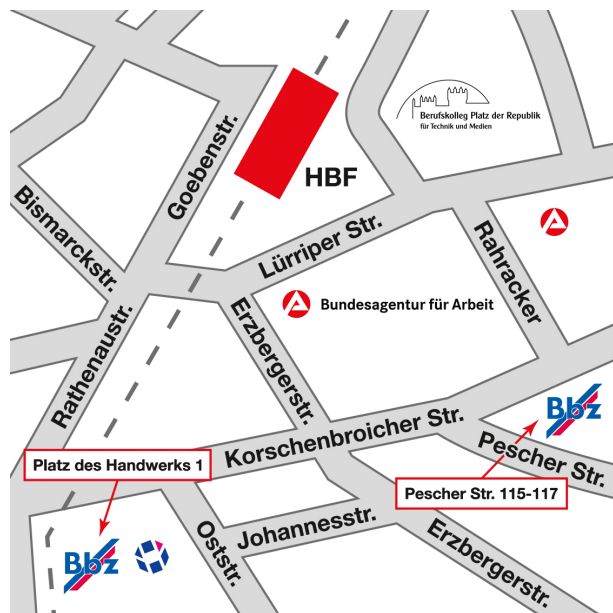 Berufskolleg Platz der Republik
für Technik und Medien
Goebenstr.
HBF
Bismarckstr.
Lürriper Str.
Rahracker
Bundesagentur für Arbeit
Rathenaustr.
Erzbergerstr.
Bbz
Korschenbroicher Str.
Pescher Str.
Platz des Handwerks 1
Pescher Str. 115-117
Bbz
Oststr.
Johannesstr.
Erzbergerstr.